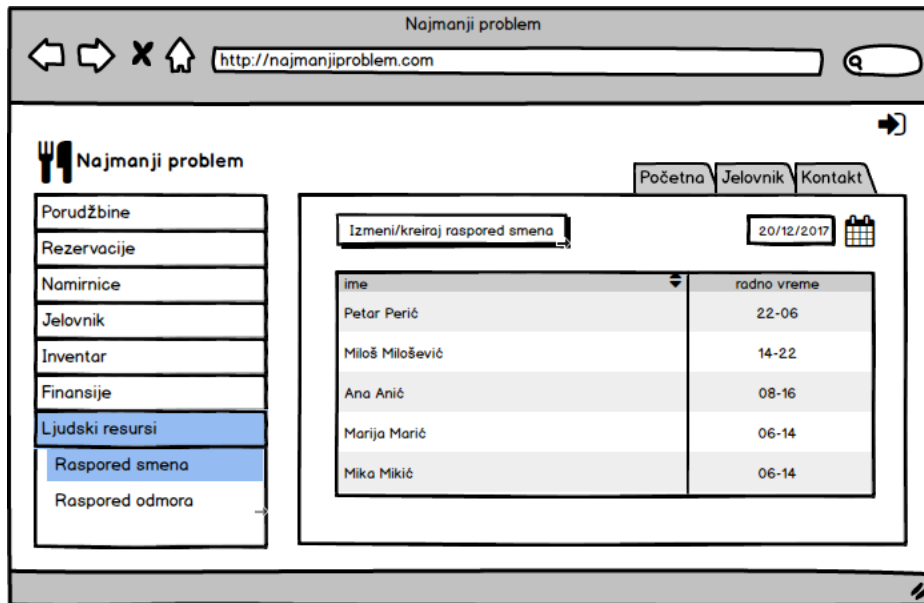 Najmanji problem
http://najmanjiproblem.com
Najmanji problem
Početna Jelovnik Kontakt
Porudžbine
Rezervacije
Namirnice
Jelovnik
Inventar
Finansije
Ljudski resursi
Raspored smena
Raspored odmora
Izmeni/kreiraj raspored smena
20/12/2017
ime radno vreme
Petar Perić 22-06
Miloš Milošević 14-22
Ana Anić 08-16
Marija Marić 06-14
Mika Mikić 06-14